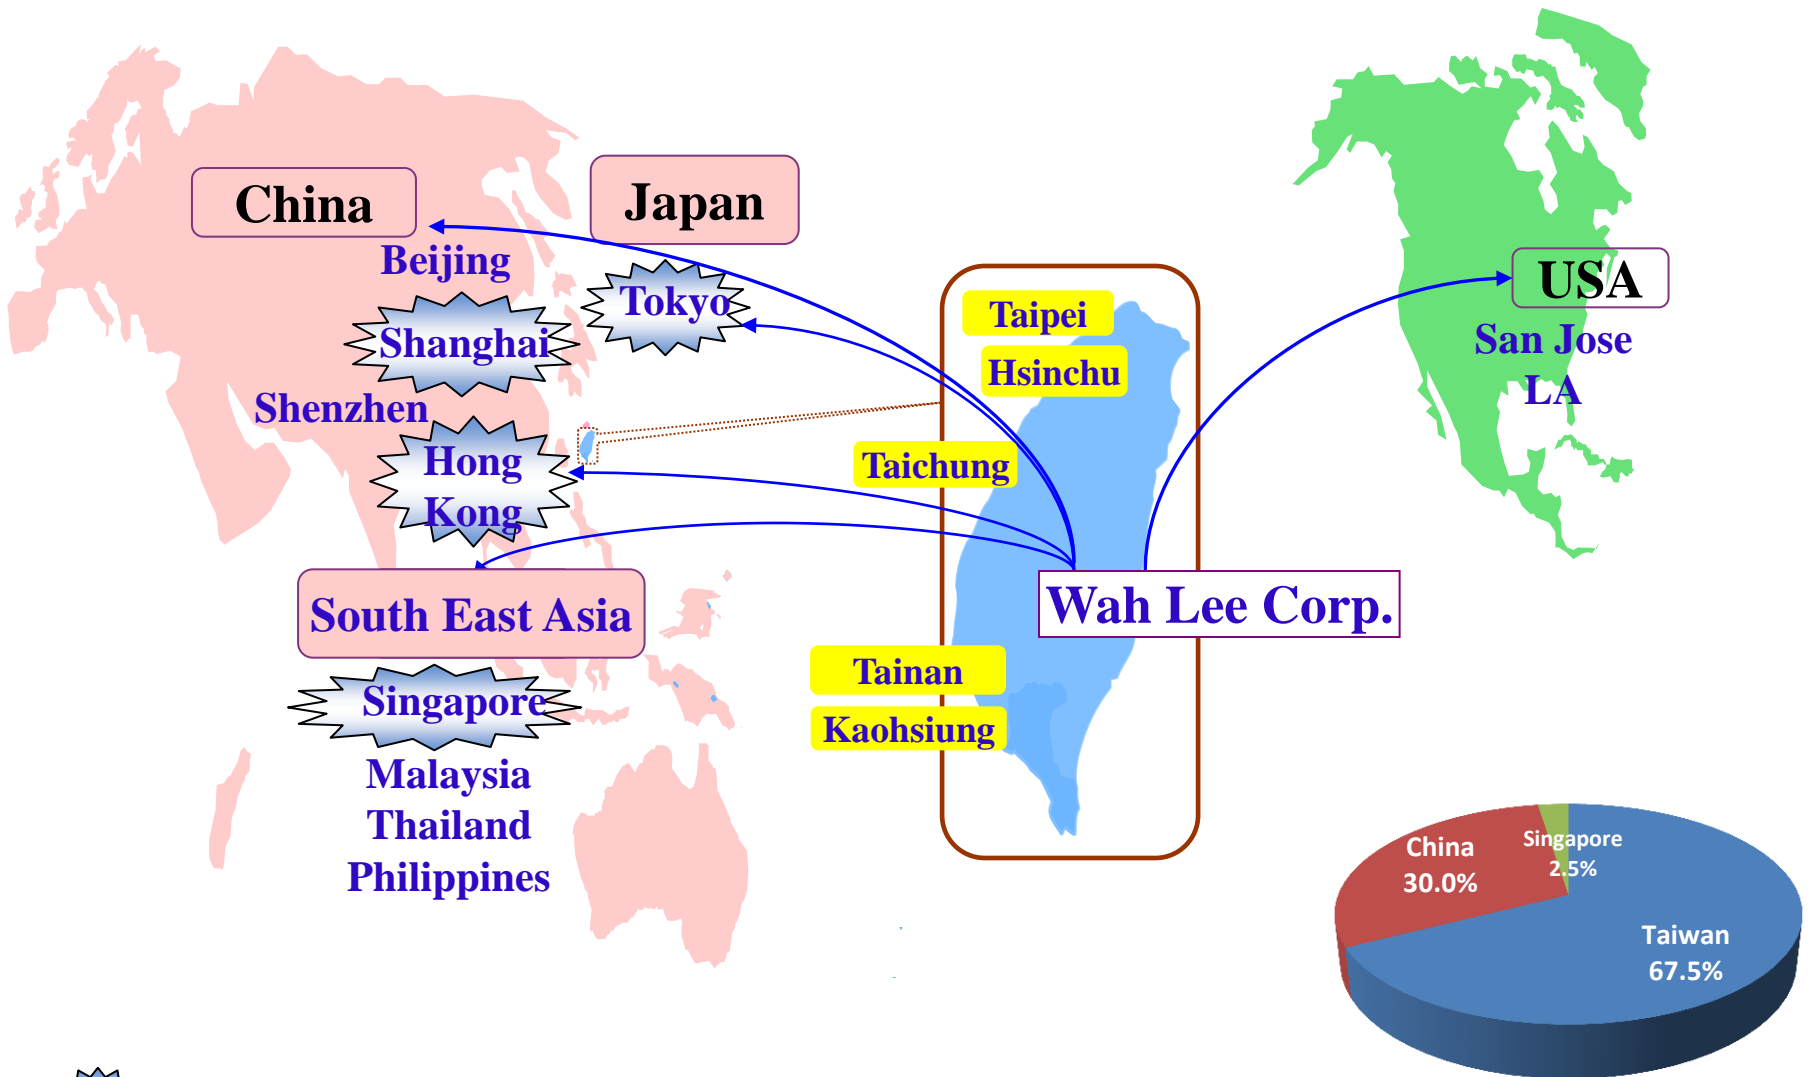 China
Japan
Beijing
Tokyo
Shanghai
Shenzhen
Hong
Kong
South East Asia
Singapore
Malaysia
Thailand
Philippines
Taipei
Hsinchu
Taichung
Wah Lee Corp.
Tainan
Kaohsiung
USA
San Jose
LA
China
30.0%
Singapore
2.5%
Taiwan
67.5%